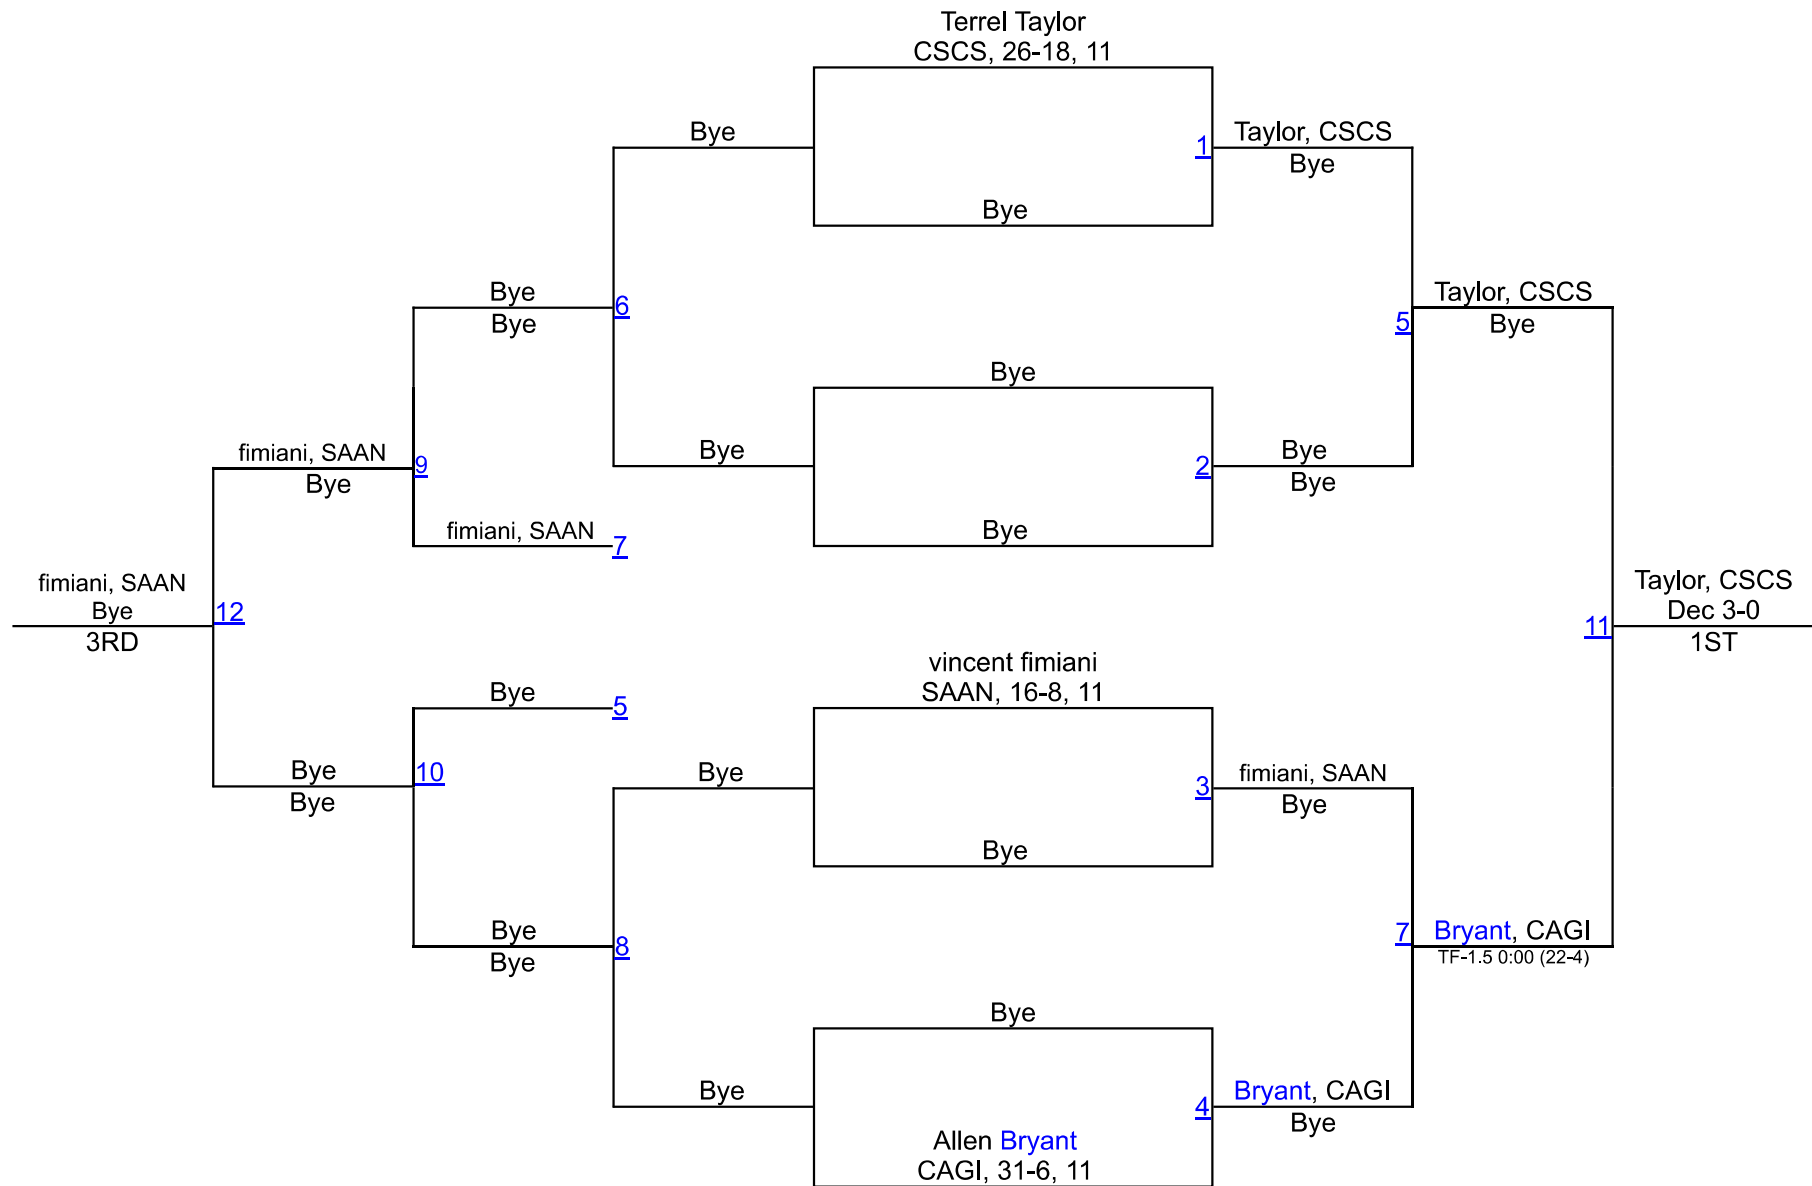 Terrel Taylor
CSCS, 26-18, 11
Bye
1
Taylor, CSCS
Bye
Bye
Bye
Bye
6
Taylor, CSCS
5
Bye
Bye
fimiani, SAAN
Bye
9
Bye
2
Bye
Bye
fimiani, SAAN
7
Bye
fimiani, SAAN
Bye
12
3RD
Taylor, CSCS
Dec 3-0
11
1ST
vincent fimiani
SAAN, 16-8, 11
Bye
5
Bye
10
Bye
Bye
3
fimiani, SAAN
Bye
Bye
Bye
8
Bye
7
Bryant, CAGI
TF-1.5 0:00 (22-4)
Bye
Bye
4
Bryant, CAGI
Bye
Allen Bryant
CAGI, 31-6, 11